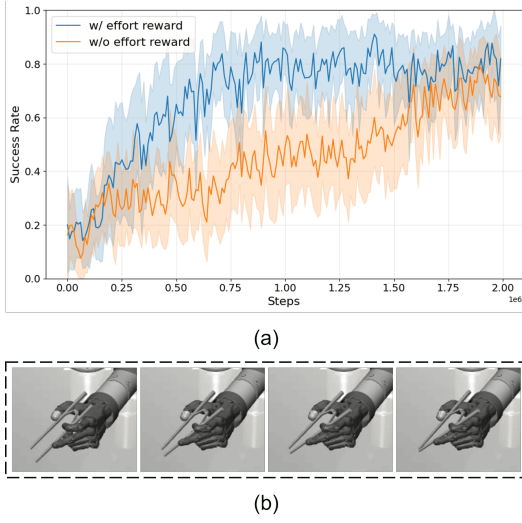 w/ effort reward
w/o effort reward
Success Rate
1.0
0.8
0.6
0.4
0.2
0.0
0.00 0.25 0.50 0.75 1.00 1.25 1.50 1.75 2.00
Steps
1e6
(a)
(b)